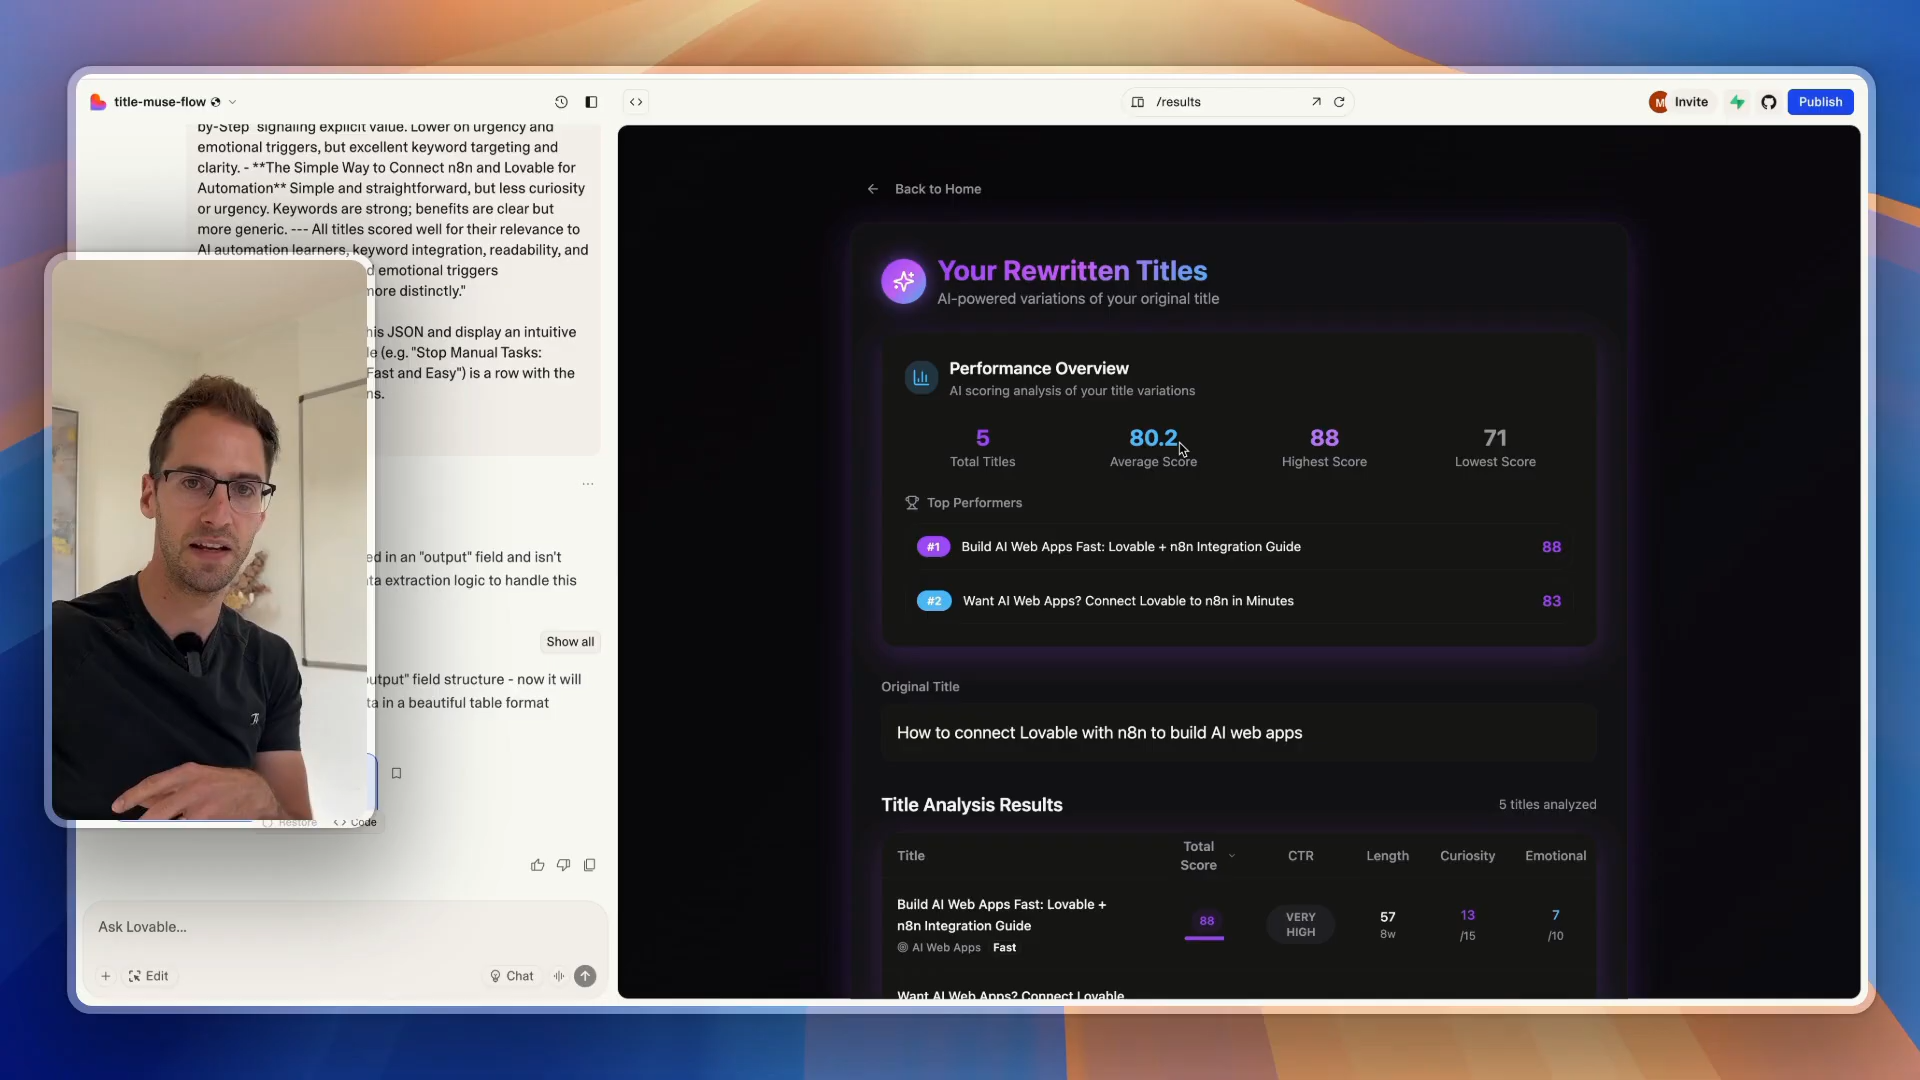 title-muse-flow
/results
M
Invite
Publish
by-Step" signaling explicit value. Lower on urgency and
emotional triggers, but excellent keyword targeting and
clarity. - **The Simple Way to Connect n8n and Lovable for
Automation** Simple and straightforward, but less curiosity
or urgency. Keywords are strong; benefits are clear but
more generic. --- All titles scored well for their relevance to
AI automation learners, keyword integration, readability, and
d emotional triggers
more distinctly."
his JSON and display an intuitive
le (e.g. "Stop Manual Tasks:
Fast and Easy") is a row with the
ns.
ed in an "output" field and isn't
ta extraction logic to handle this
Show all
output" field structure - now it will
ta in a beautiful table format
Restore
Code
Ask Lovable...
Edit
Chat
Back to Home
Your Rewritten Titles
AI-powered variations of your original title
Performance Overview
AI scoring analysis of your title variations
5
80.2
88
71
Total Titles
Average Score
Highest Score
Lowest Score
Top Performers
#1 Build AI Web Apps Fast: Lovable + n8n Integration Guide 88
#2 Want AI Web Apps? Connect Lovable to n8n in Minutes 83
Original Title
How to connect Lovable with n8n to build AI web apps
Title Analysis Results
5 titles analyzed
Title
Total Score
CTR
Length
Curiosity
Emotional
Build AI Web Apps Fast: Lovable +
n8n Integration Guide
AI Web Apps
Fast
88
VERY HIGH
57
8w
13
/15
7
/10
Want AI Web Apps? Connect Lovable